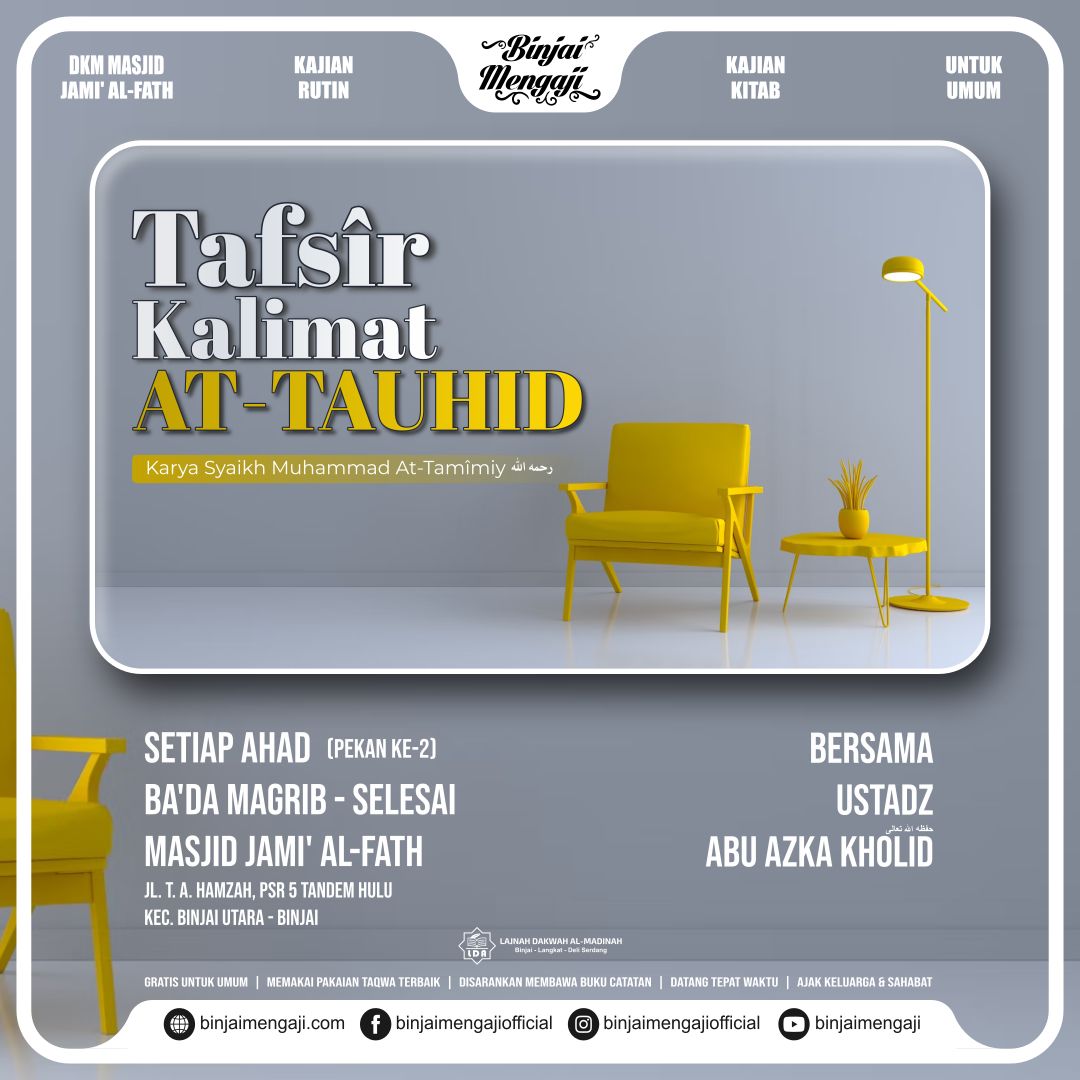 DKM MASJID
JAMI' AL-FATH
KAJIAN
RUTIN
Binjai
Mengaji
KAJIAN
KITAB
UNTUK
UMUM
Tafsîr
Kalimat
AT-TAUHID
Karya Syaikh Muhammad At-Tamîmiy رحمه الله
SETIAP AHAD (PEKAN KE-2)
BA'DA MAGRIB - SELESAI
MASJID JAMI' AL-FATH
JL. T. A. HAMZAH, PSR 5 TANDEM HULU
KEC. BINJAI UTARA - BINJAI
BERSAMA
USTADZ
حفظه الله تعالى
ABU AZKA KHOLID
LDA
LAJNAH DAKWAH AL-MADINAH
Binjai - Langkat - Deli Serdang
GRATIS UNTUK UMUM | MEMAKAI PAKAIAN TAQWA TERBAIK | DISARANKAN MEMBAWA BUKU CATATAN | DATANG TEPAT WAKTU | AJAK KELUARGA & SAHABAT
binjaimengaji.com binjaimengajiofficial binjaimengajiofficial binjaimengaji